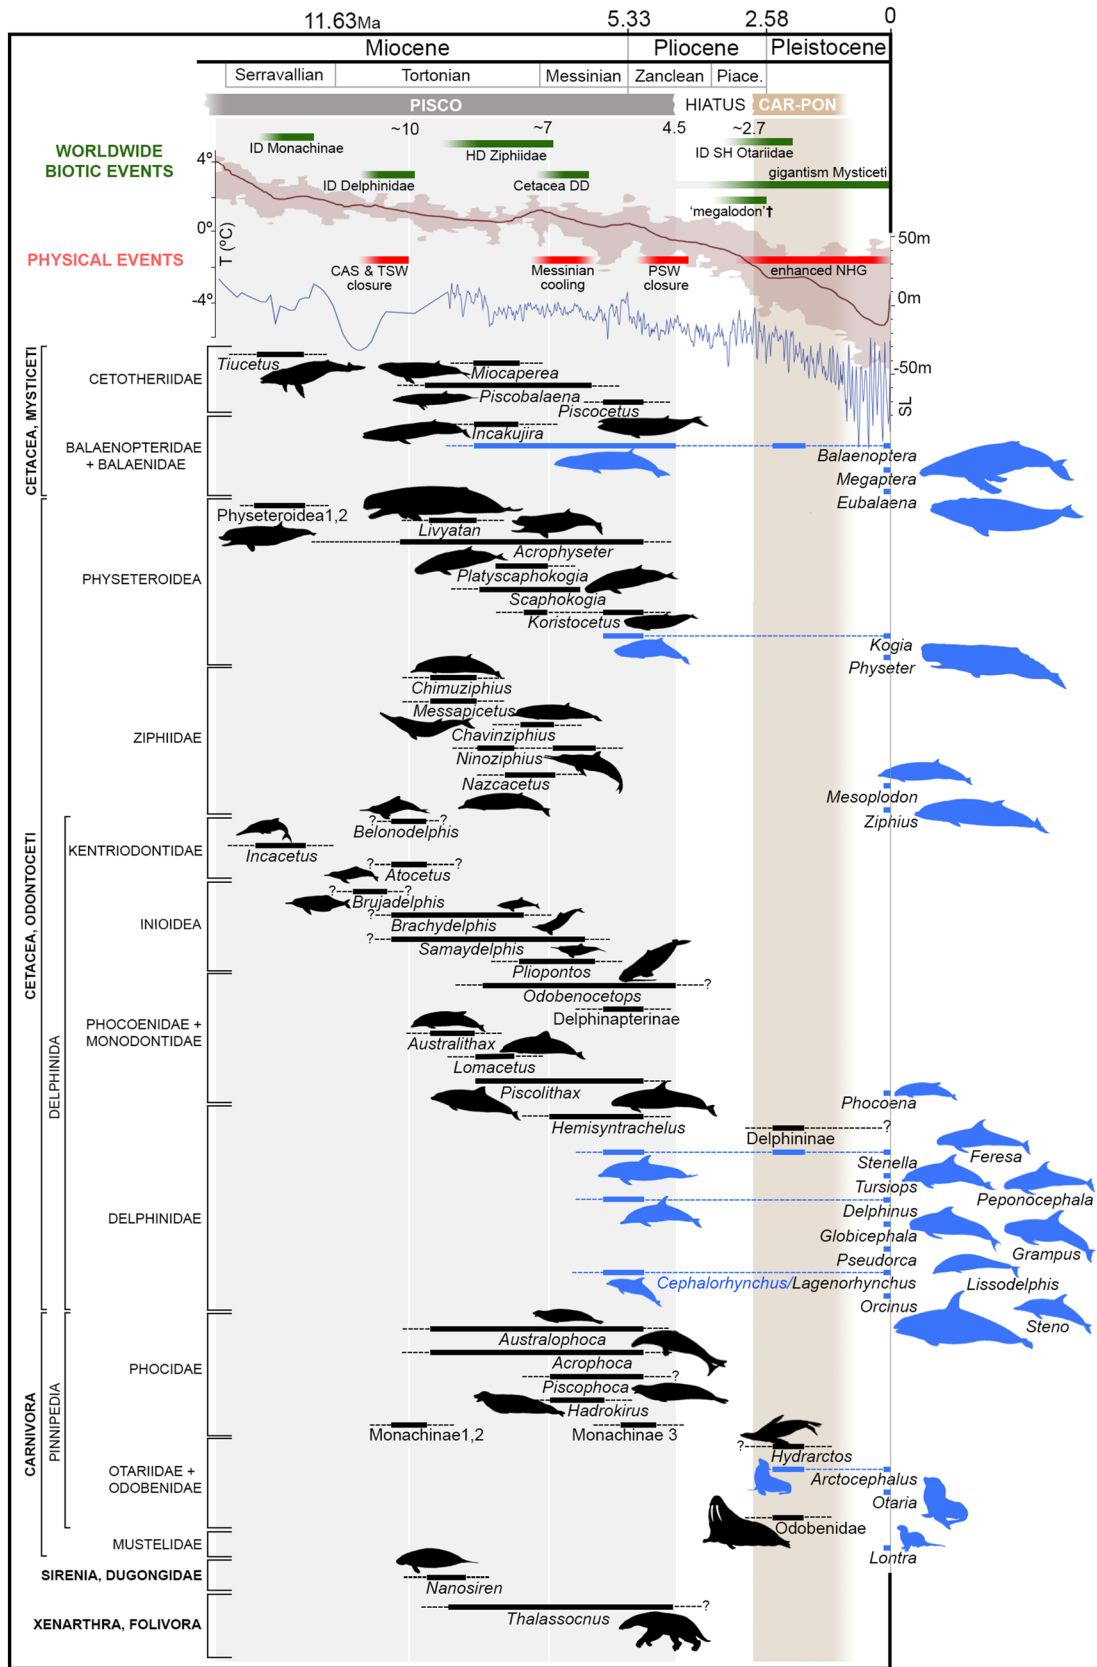 11.63Ma 5.33 2.58 0
Miocene Pliocene Pleistocene
Serravallian Tortonian Messinian Zanclean Piace.
PISCO HIATUS CAR-PON
~10 ~7 4.5 ~2.7
WORLDWIDE
BIOTIC EVENTS
ID Monachinae
HD Ziphiidae
ID SH Otariidae
gigantism Mysticeti
ID Delphinidae
Cetacea DD
'megalodon'†
4º
0º
-4º
T (ºC)
50m
0m
-50m
SL
PHYSICAL EVENTS
CAS & TSW
closure
Messinian
cooling
PSW
closure
enhanced NHG
CETACEA, MYSTICETI
CETOTHERIIDAE
Tiucetus
Miocaperea
Piscobalaena
Piscocetus
BALAENOPTERIDAE
+ BALAENIDAE
Incakujira
Balaenoptera
Megaptera
Eubalaena
CETACEA, ODONTOCETI
PHYSETEROIDEA
Physeteroidea1,2
Livyatan
Acrophyseter
Platyscaphokogia
Scaphokogia
Koristocetus
Kogia
Physeter
ZIPHIIDAE
Chimuziphius
Messapicetus
Chavinziphius
Ninoziphius
Nazcacetus
Mesoplodon
Ziphius
DELPHINIDA
KENTRIODONTIDAE
? ?
Belonodelphis
Incacetus
? ?
Atocetus
INIOIDEA
? ?
Brujadelphis
?
Brachydelphis
?
Samaydelphis
Pliopontos
PHOCOENIDAE +
MONODONTIDAE
?
Odobenocetops
Delphinapterinae
Australithax
Lomacetus
Piscolithax
Phocoena
DELPHINIDAE
Hemisyntrachelus
?
Delphininae
Feresa
Stenella
Tursiops
Peponocephala
Delphinus
Globicephala
Grampus
Pseudorca
Cephalorhynchus/Lagenorhynchus
Lissodelphis
Orcinus
Steno
CARNIVORA
PINNIPEDIA
PHOCIDAE
Australophoca
Acrophoca
?
Piscophoca
Hadrokirus
Monachinae1,2
Monachinae 3
OTARIIDAE +
ODOBENIDAE
?
Hydrarctos
Arctocephalus
Otaria
Odobenidae
MUSTELIDAE
Lontra
SIRENIA, DUGONGIDAE
Nanosiren
XENARTHRA, FOLIVORA
?
Thalassocnus